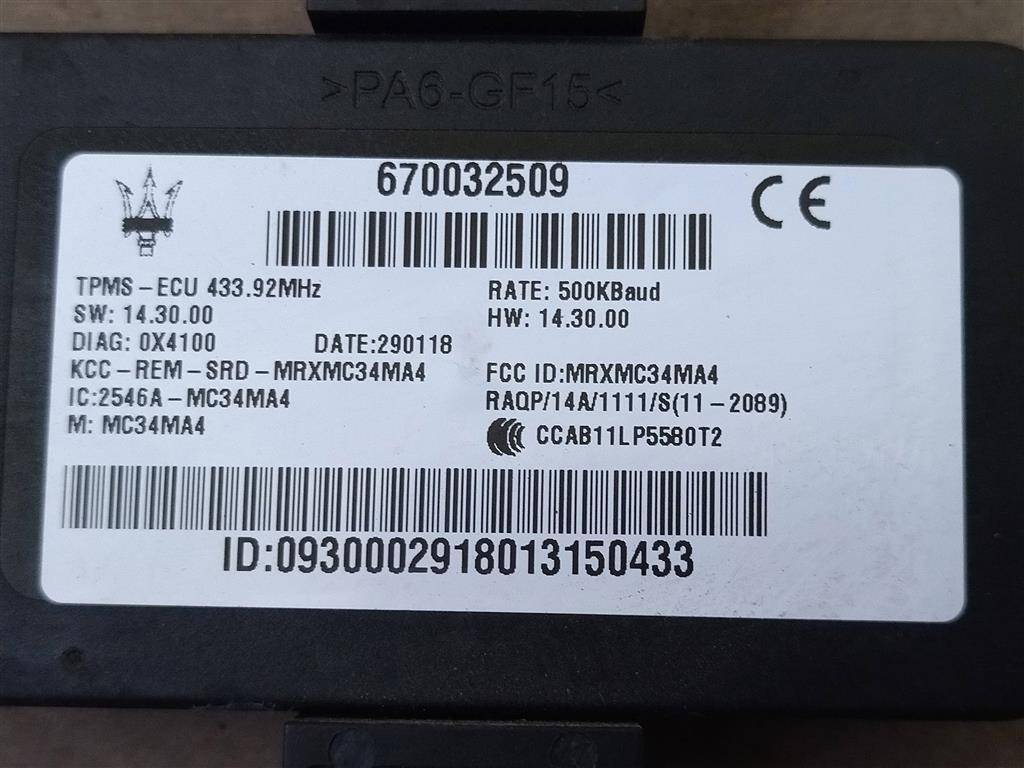 >PA6-GF15<
670032509
CE
TPMS-ECU 433.92MHz
RATE: 500KBaud
SW: 14.30.00
HW: 14.30.00
DIAG: 0X4100 DATE:290118
KCC-REM-SRD-MRXMC34MA4
FCC ID:MRXMC34MA4
IC:2546A-MC34MA4
RAQP/14A/1111/S(11-2089)
M: MC34MA4
CCAB11LP5580T2
ID:0930002918013150433